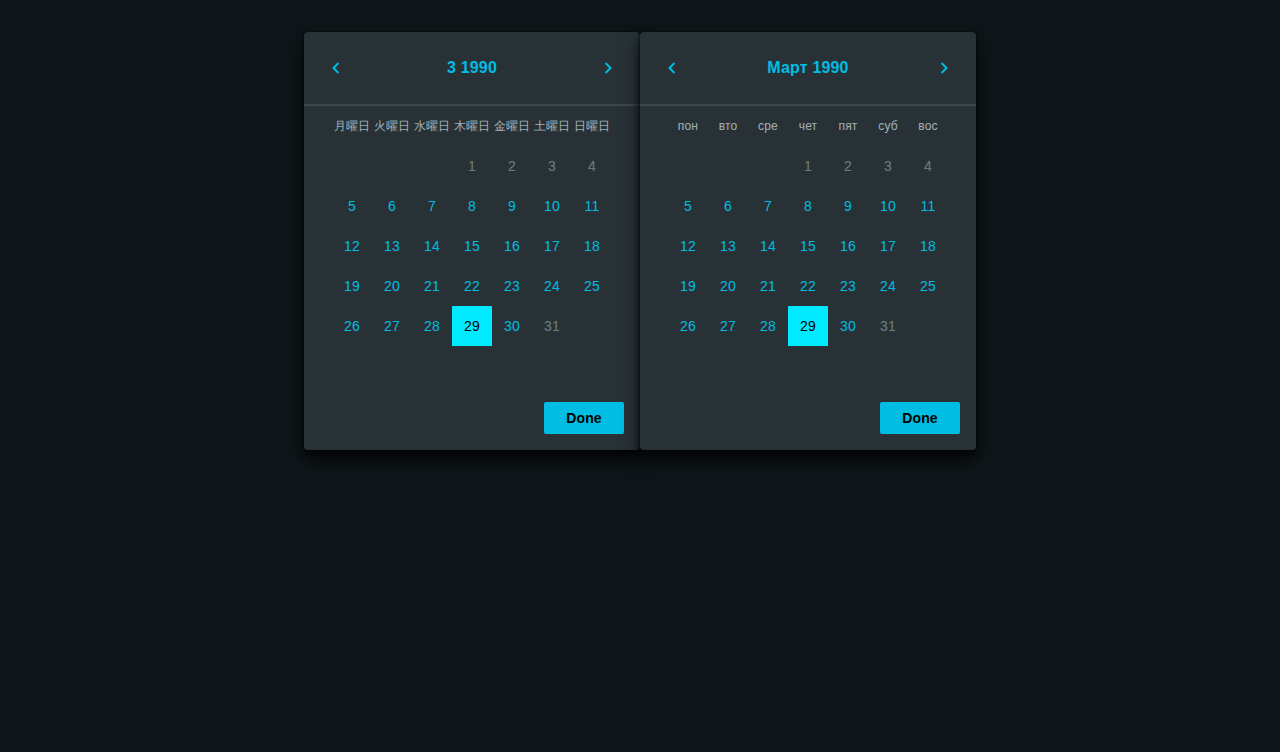 3 1990
月曜日 火曜日 水曜日 木曜日 金曜日 土曜日 日曜日
1 2 3 4
5 6 7 8 9 10 11
12 13 14 15 16 17 18
19 20 21 22 23 24 25
26 27 28 29 30 31
Done
Март 1990
пон вто сре чет пят суб вос
1 2 3 4
5 6 7 8 9 10 11
12 13 14 15 16 17 18
19 20 21 22 23 24 25
26 27 28 29 30 31
Done